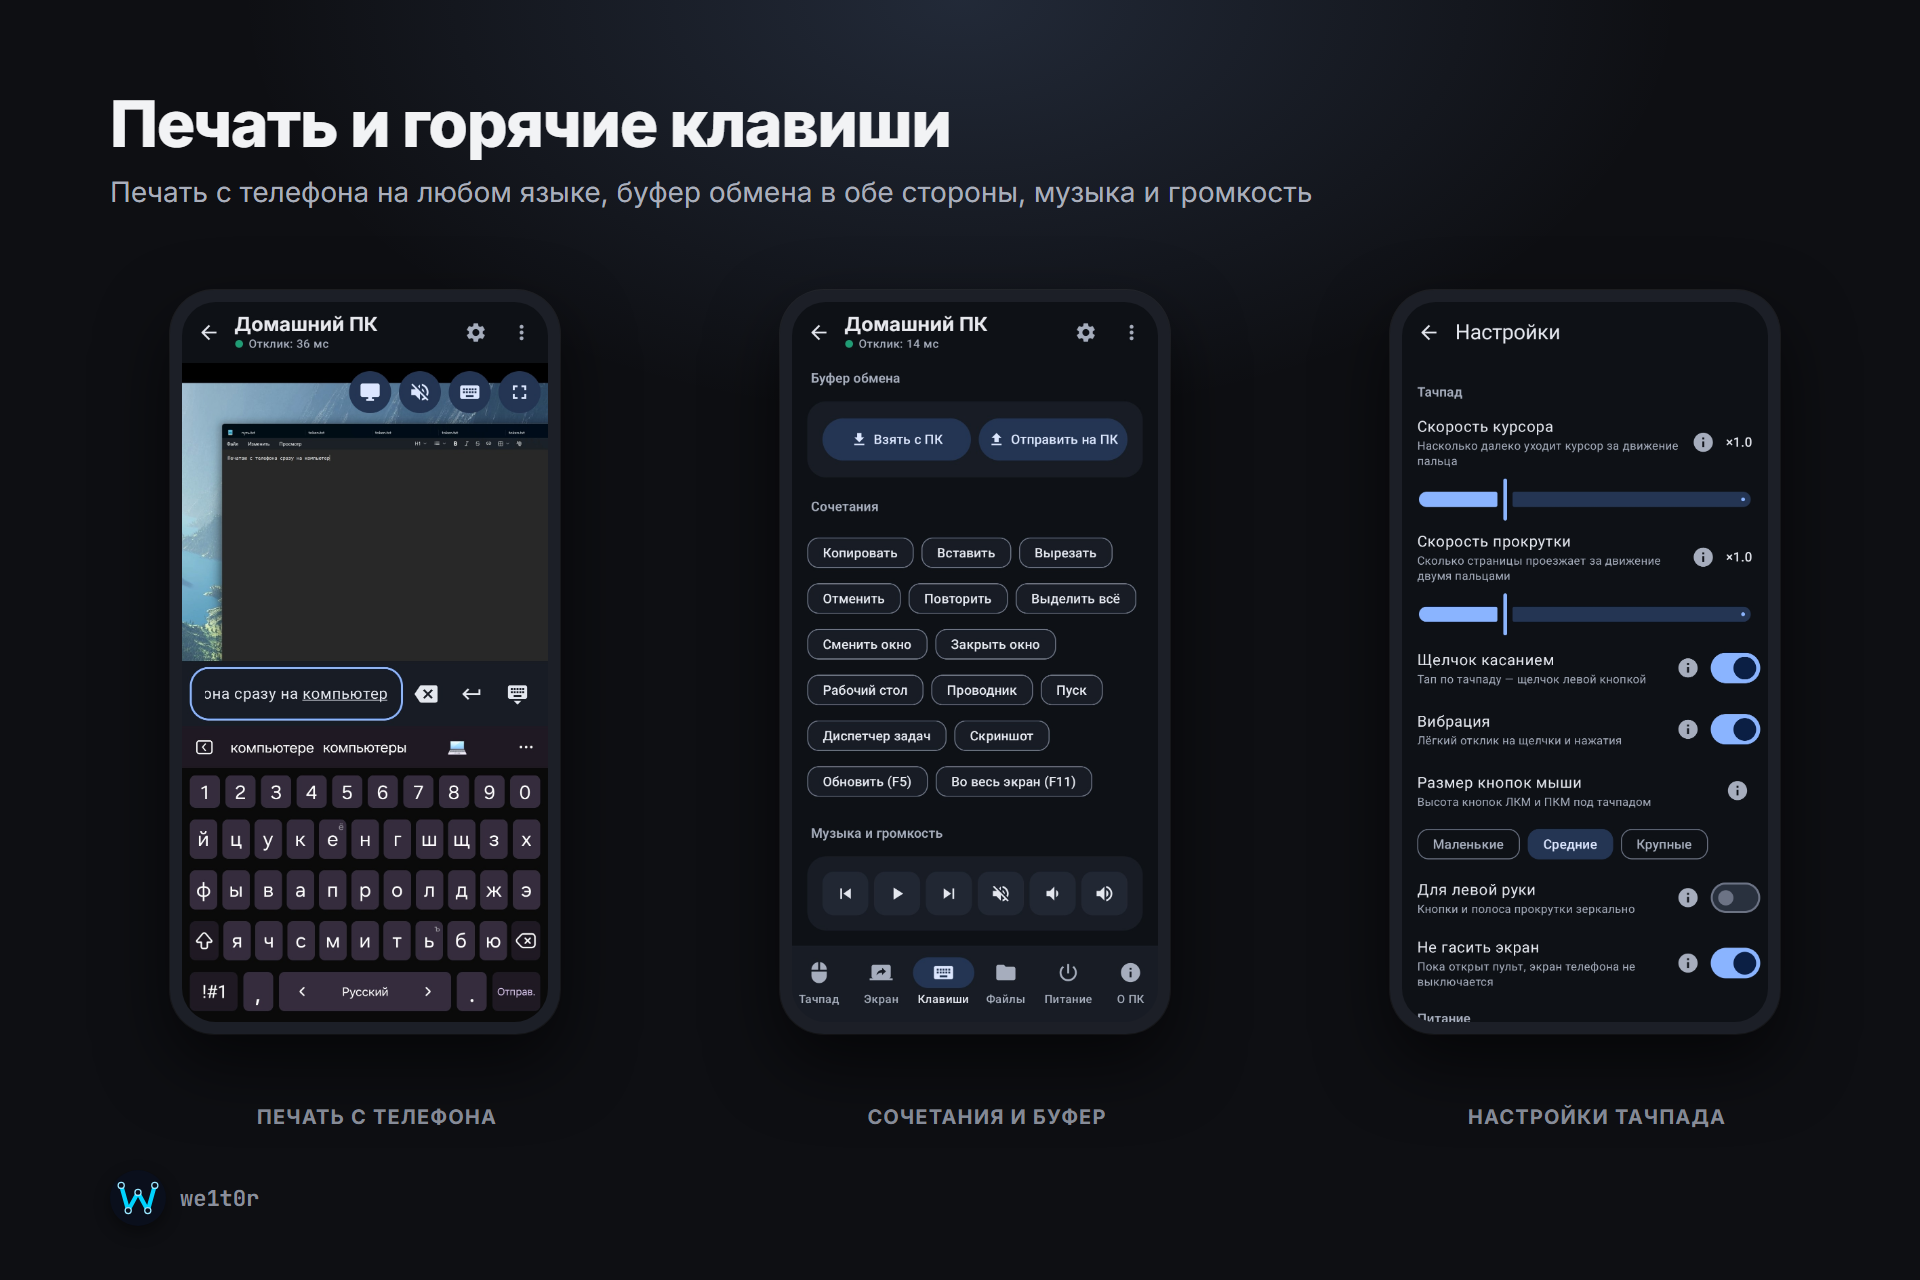 Печать и горячие клавиши
Печать с телефона на любом языке, буфер обмена в обе стороны, музыка и громкость
Домашний ПК
Отклик: 36 мс
Файл Изменить Просмотр
Печатаю с телефона сразу на компьютер
она сразу на компьютер
компьютере компьютеры
1 2 3 4 5 6 7 8 9 0
й ц у к е ё н г ш щ з х
ф ы в а п р о л д ж э
я ч с м и т ь ъ б ю
!#1 , Русский . Отправ.
ПЕЧАТЬ С ТЕЛЕФОНА
Домашний ПК
Отклик: 14 мс
Буфер обмена
Взять с ПК Отправить на ПК
Сочетания
Копировать Вставить Вырезать
Отменить Повторить Выделить всё
Сменить окно Закрыть окно
Рабочий стол Проводник Пуск
Диспетчер задач Скриншот
Обновить (F5) Во весь экран (F11)
Музыка и громкость
Тачпад Экран Клавиши Файлы Питание О ПК
СОЧЕТАНИЯ И БУФЕР
Настройки
Тачпад
Скорость курсора
Насколько далеко уходит курсор за движение
пальца
×1.0
Скорость прокрутки
Сколько страницы проезжает за движение
двумя пальцами
×1.0
Щелчок касанием
Тап по тачпаду — щелчок левой кнопкой
Вибрация
Лёгкий отклик на щелчки и нажатия
Размер кнопок мыши
Высота кнопок ЛКМ и ПКМ под тачпадом
Маленькие Средние Крупные
Для левой руки
Кнопки и полоса прокрутки зеркально
Не гасить экран
Пока открыт пульт, экран телефона не
выключается
Питание
НАСТРОЙКИ ТАЧПАДА
we1t0r